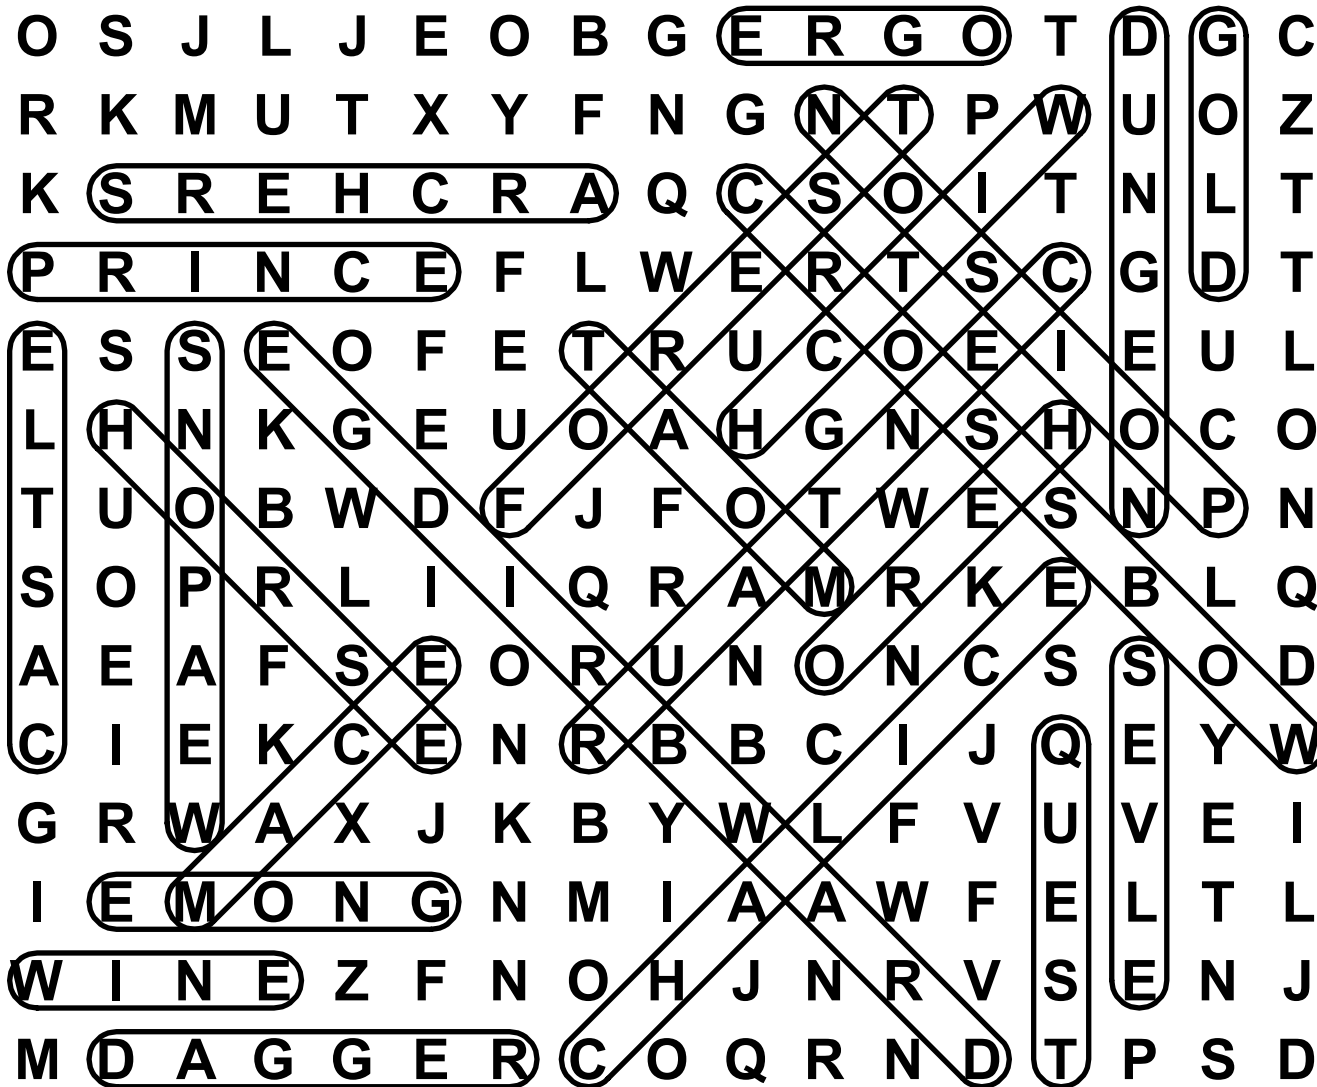 O S J L J E O B G E R G O T D G C
R K M U T X Y F N G N T P W U O Z
K S R E H C R A Q C S O I T N L T
P R I N C E F L W E R T S C G D T
E S S E O F E T R U C O E I E U L
L H N K G E U O A H G N S H O C O
T U O B W D F J F O T W E S N P N
S O P R L I I Q R A M R K E B L Q
A E A F S E O R U N O N C S S O D
C I E K C E N R B B C I J Q E Y W
G R W A X J K B Y W L F V U V E I
I E M O N G N M I A A W F E L T L
W I N E Z F N O H J N R V S E N J
M D A G G E R C O Q R N D T P S D